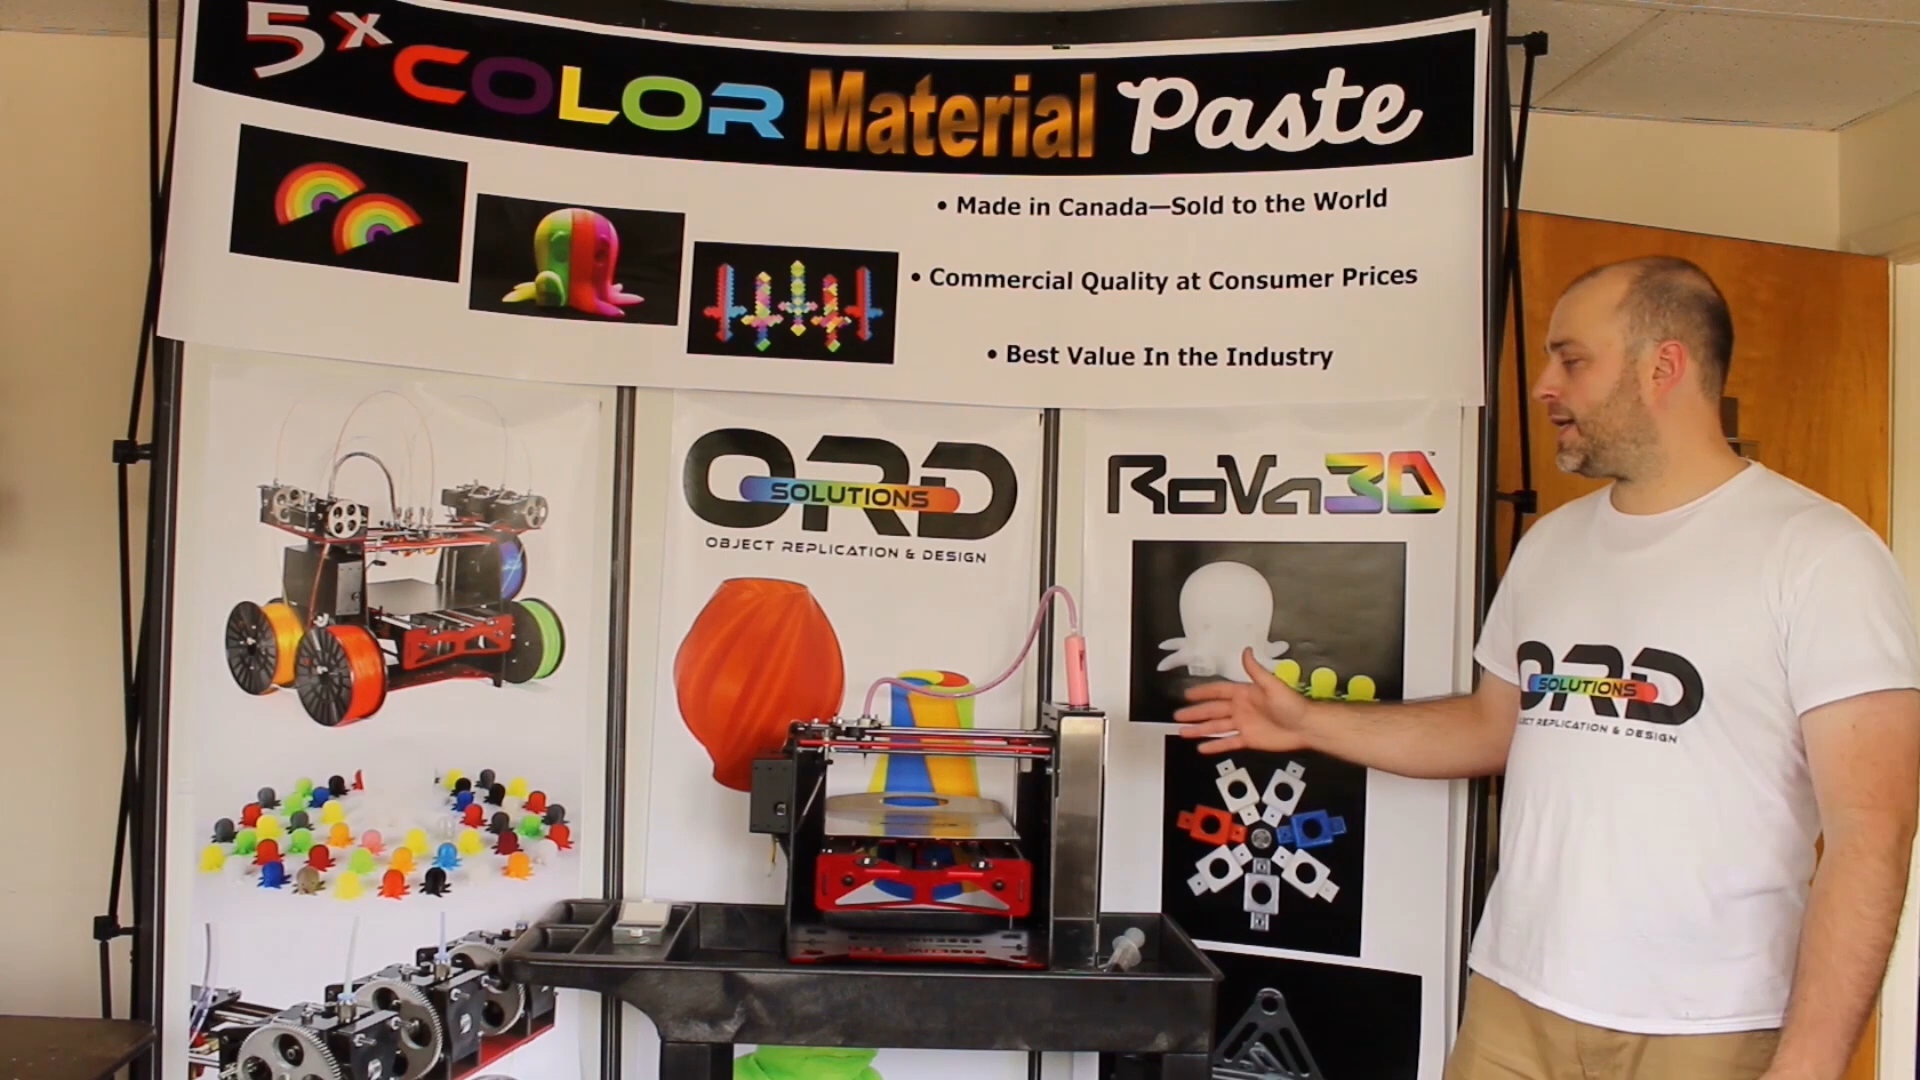 5x COLOR Material Paste
• Made in Canada—Sold to the World
• Commercial Quality at Consumer Prices
• Best Value In the Industry
ORD
SOLUTIONS
OBJECT REPLICATION & DESIGN
RoVa3D™
ORD
SOLUTIONS
OBJECT REPLICATION & DESIGN